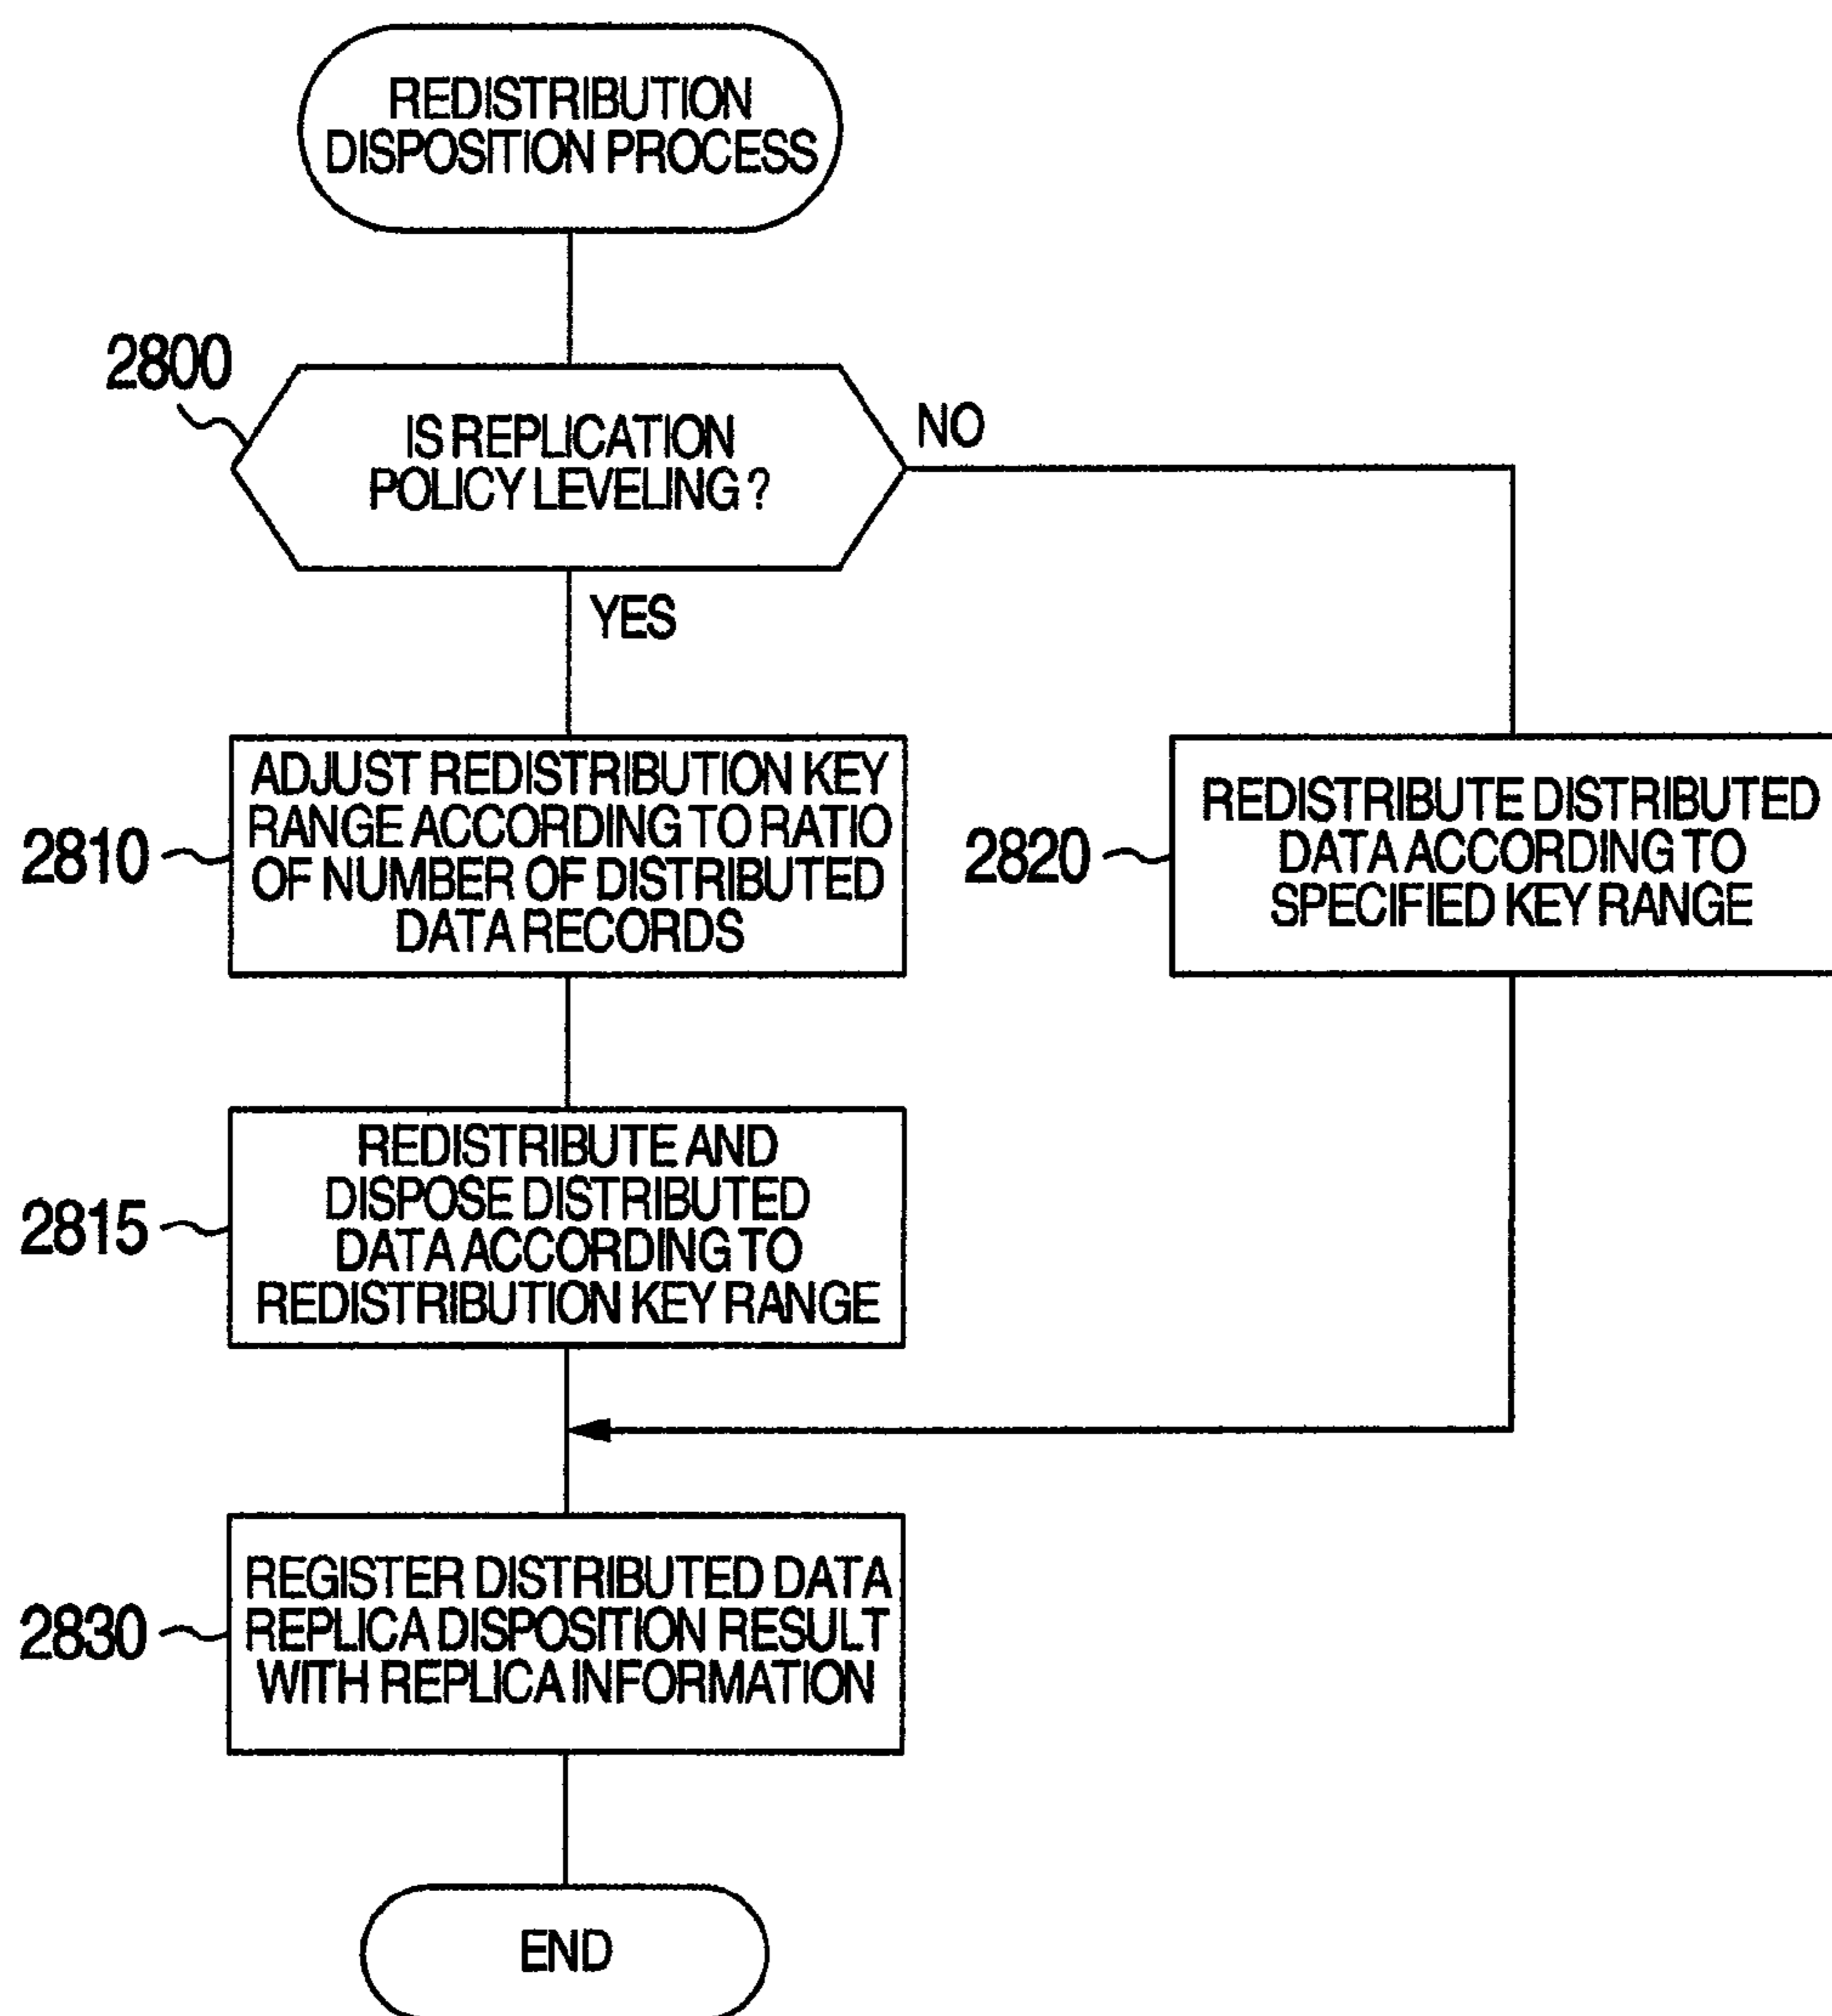 REDISTRIBUTION
DISPOSITION PROCESS
2800
IS REPLICATION
POLICY LEVELING ?
NO
YES
2810
ADJUST REDISTRIBUTION KEY
RANGE ACCORDING TO RATIO
OF NUMBER OF DISTRIBUTED
DATA RECORDS
2820
REDISTRIBUTE DISTRIBUTED
DATA ACCORDING TO
SPECIFIED KEY RANGE
2815
REDISTRIBUTE AND
DISPOSE DISTRIBUTED
DATA ACCORDING TO
REDISTRIBUTION KEY RANGE
2830
REGISTER DISTRIBUTED DATA
REPLICA DISPOSITION RESULT
WITH REPLICA INFORMATION
END